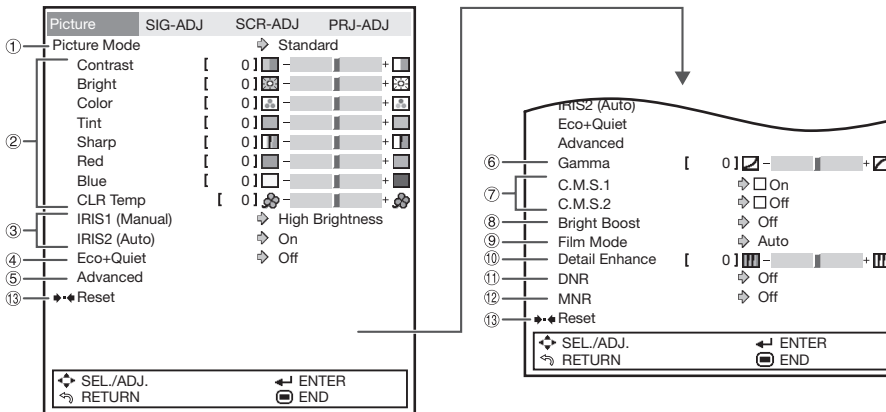 Picture SIG-ADJ SCR-ADJ PRJ-ADJ
① Picture Mode Standard
② Contrast [ 0 ] - +
Bright [ 0 ] - +
Color [ 0 ] - +
Tint [ 0 ] - +
Sharp [ 0 ] - +
Red [ 0 ] - +
Blue [ 0 ] - +
CLR Temp [ 0 ] - +
③ IRIS1 (Manual) High Brightness
IRIS2 (Auto) On
④ Eco+Quiet Off
⑤ Advanced
⑬ Reset
SEL./ADJ. ENTER
RETURN END
IRIS2 (Auto)
Eco+Quiet
Advanced
⑥ Gamma [ 0 ] - +
⑦ C.M.S.1 On
C.M.S.2 Off
⑧ Bright Boost Off
⑨ Film Mode Auto
⑩ Detail Enhance [ 0 ] - +
⑪ DNR Off
⑫ MNR Off
⑬ Reset
SEL./ADJ. ENTER
RETURN END